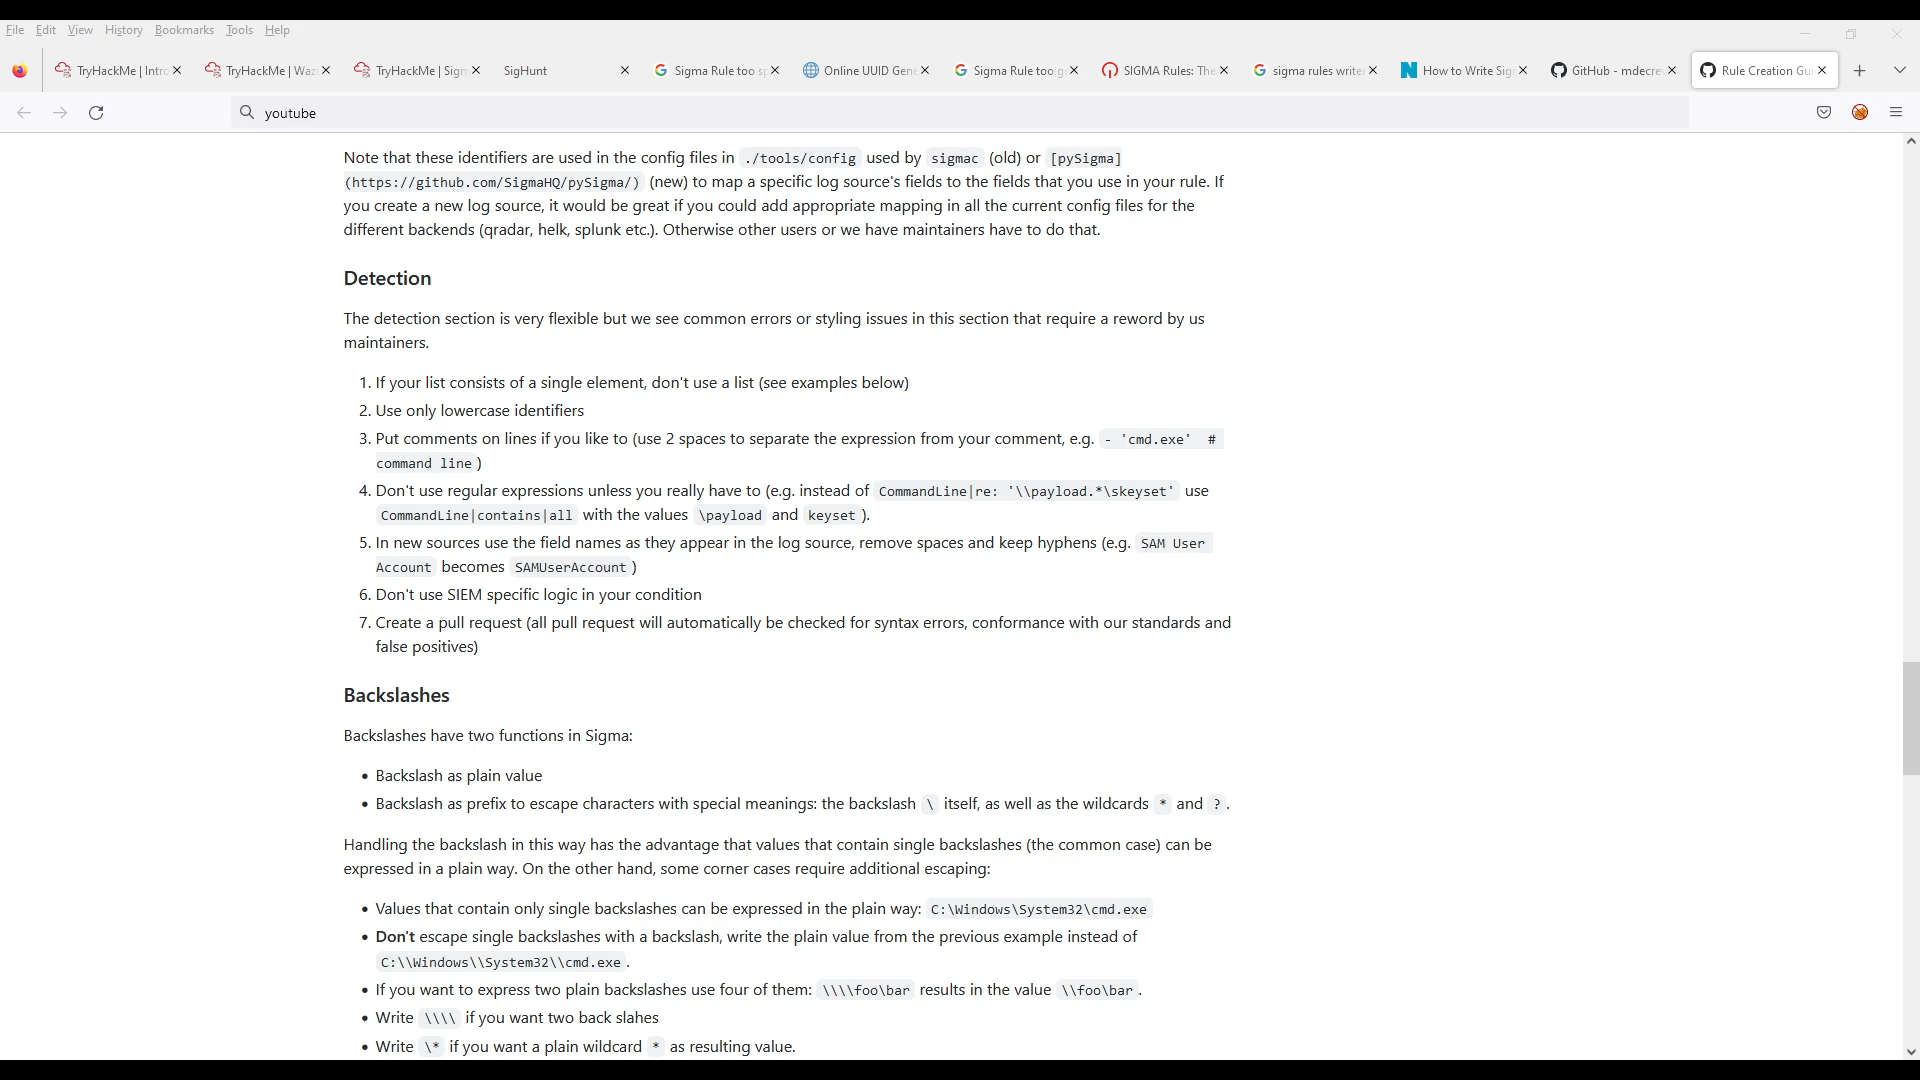 File Edit View History Bookmarks Tools Help
TryHackMe | Intro TryHackMe | Waz TryHackMe | Sigm SigHunt Sigma Rule too sp Online UUID Gene Sigma Rule too ge SIGMA Rules: The sigma rules write How to Write Sig GitHub - mdecre Rule Creation Gui
youtube
Note that these identifiers are used in the config files in ./tools/config used by sigmac (old) or [pySigma]
(https://github.com/SigmaHQ/pySigma/) (new) to map a specific log source's fields to the fields that you use in your rule. If
you create a new log source, it would be great if you could add appropriate mapping in all the current config files for the
different backends (qradar, helk, splunk etc.). Otherwise other users or we have maintainers have to do that.
Detection
The detection section is very flexible but we see common errors or styling issues in this section that require a reword by us
maintainers.
1. If your list consists of a single element, don't use a list (see examples below)
2. Use only lowercase identifiers
3. Put comments on lines if you like to (use 2 spaces to separate the expression from your comment, e.g. - 'cmd.exe'  #
command line )
4. Don't use regular expressions unless you really have to (e.g. instead of CommandLine|re: '\\payload.*\skeyset' use
CommandLine|contains|all with the values \payload and keyset ).
5. In new sources use the field names as they appear in the log source, remove spaces and keep hyphens (e.g. SAM User
Account becomes SAMUserAccount )
6. Don't use SIEM specific logic in your condition
7. Create a pull request (all pull request will automatically be checked for syntax errors, conformance with our standards and
false positives)
Backslashes
Backslashes have two functions in Sigma:
• Backslash as plain value
• Backslash as prefix to escape characters with special meanings: the backslash \ itself, as well as the wildcards * and ? .
Handling the backslash in this way has the advantage that values that contain single backslashes (the common case) can be
expressed in a plain way. On the other hand, some corner cases require additional escaping:
• Values that contain only single backslashes can be expressed in the plain way: C:\Windows\System32\cmd.exe
• Don't escape single backslashes with a backslash, write the plain value from the previous example instead of
C:\\Windows\\System32\\cmd.exe .
• If you want to express two plain backslashes use four of them: \\\\foo\bar results in the value \\foo\bar .
• Write \\\\ if you want two back slahes
• Write \* if you want a plain wildcard * as resulting value.